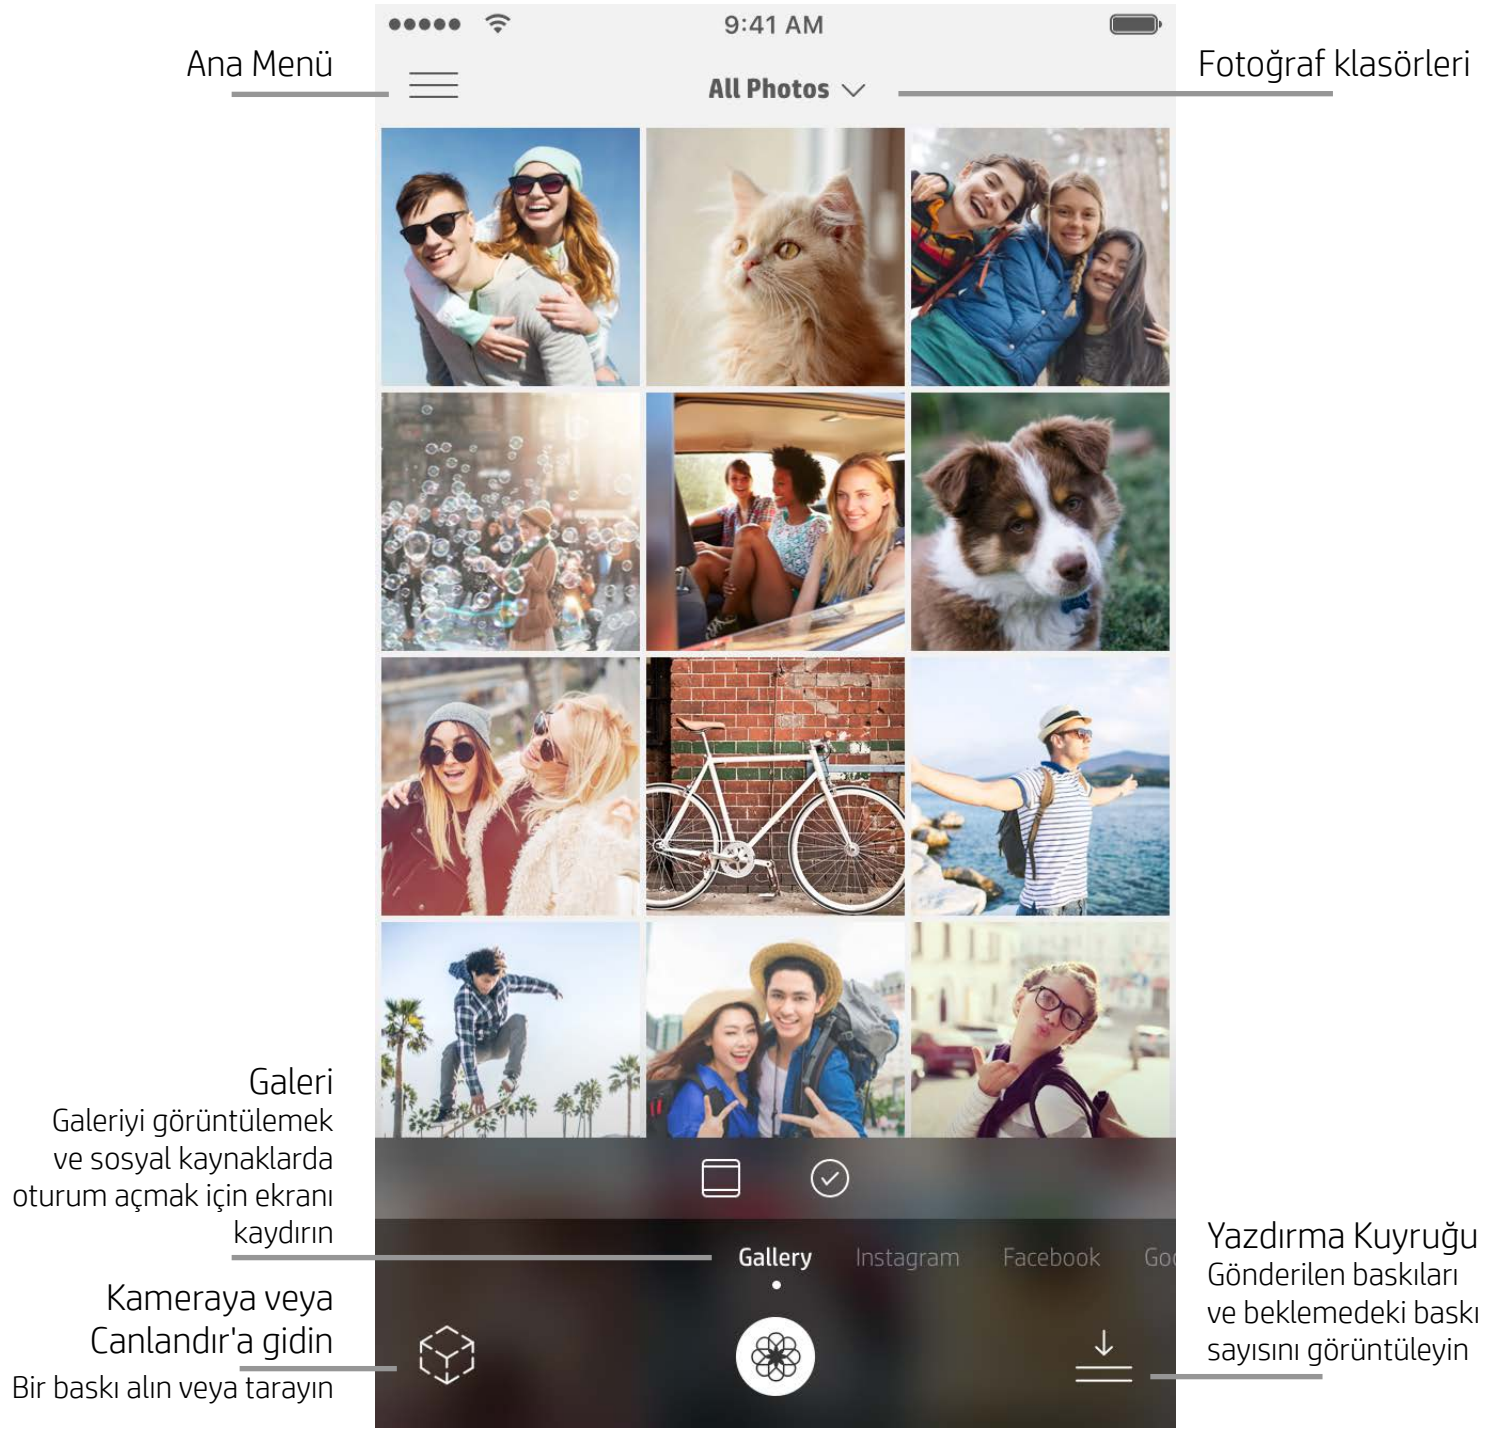 9:41 AM
Ana Menü
All Photos
Fotoğraf klasörleri
Galeri
Galeriyi görüntülemek
ve sosyal kaynaklarda
oturum açmak için ekranı
kaydırın
Gallery Instagram Facebook Goo
Kameraya veya
Canlandır'a gidin
Bir baskı alın veya tarayın
Yazdırma Kuyruğu
Gönderilen baskıları
ve beklemedeki baskı
sayısını görüntüleyin